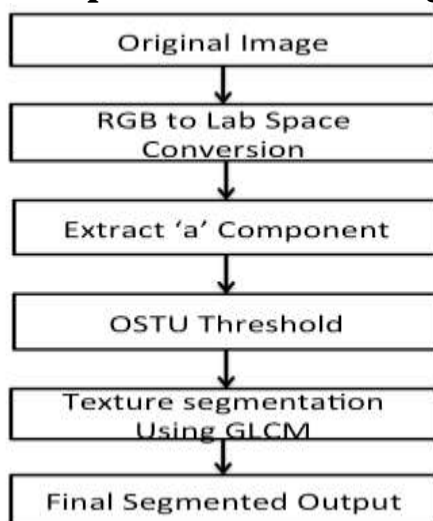 Original Image
RGB to Lab Space
Conversion
Extract ‘a’ Component
OSTU Threshold
Texture segmentation
Using GLCM
Final Segmented Output